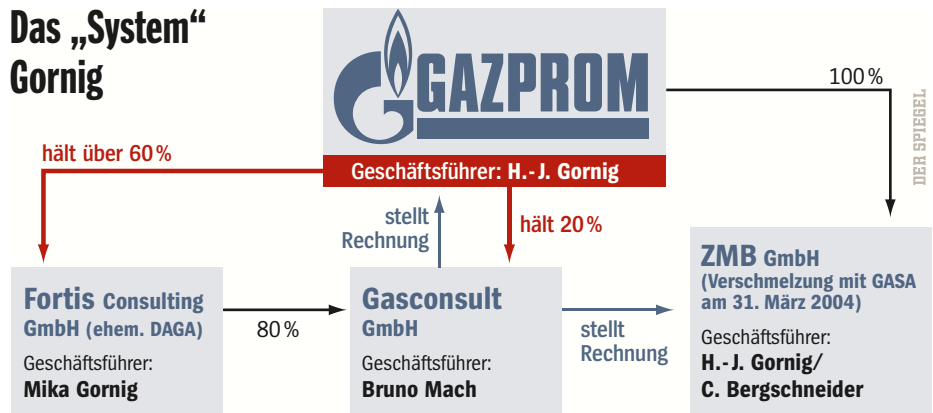 Das „System“
Gornig
GAZPROM
100 %
DER SPIEGEL
hält über 60 %
Geschäftsführer: H.-J. Gornig
stellt
Rechnung
hält 20 %
Fortis Consulting
GmbH (ehem. DAGA)
Geschäftsführer:
Mika Gornig
80 %
Gasconsult
GmbH
Geschäftsführer:
Bruno Mach
stellt
Rechnung
ZMB GmbH
(Verschmelzung mit GASA
am 31. März 2004)
Geschäftsführer:
H.-J. Gornig/
C. Bergschneider